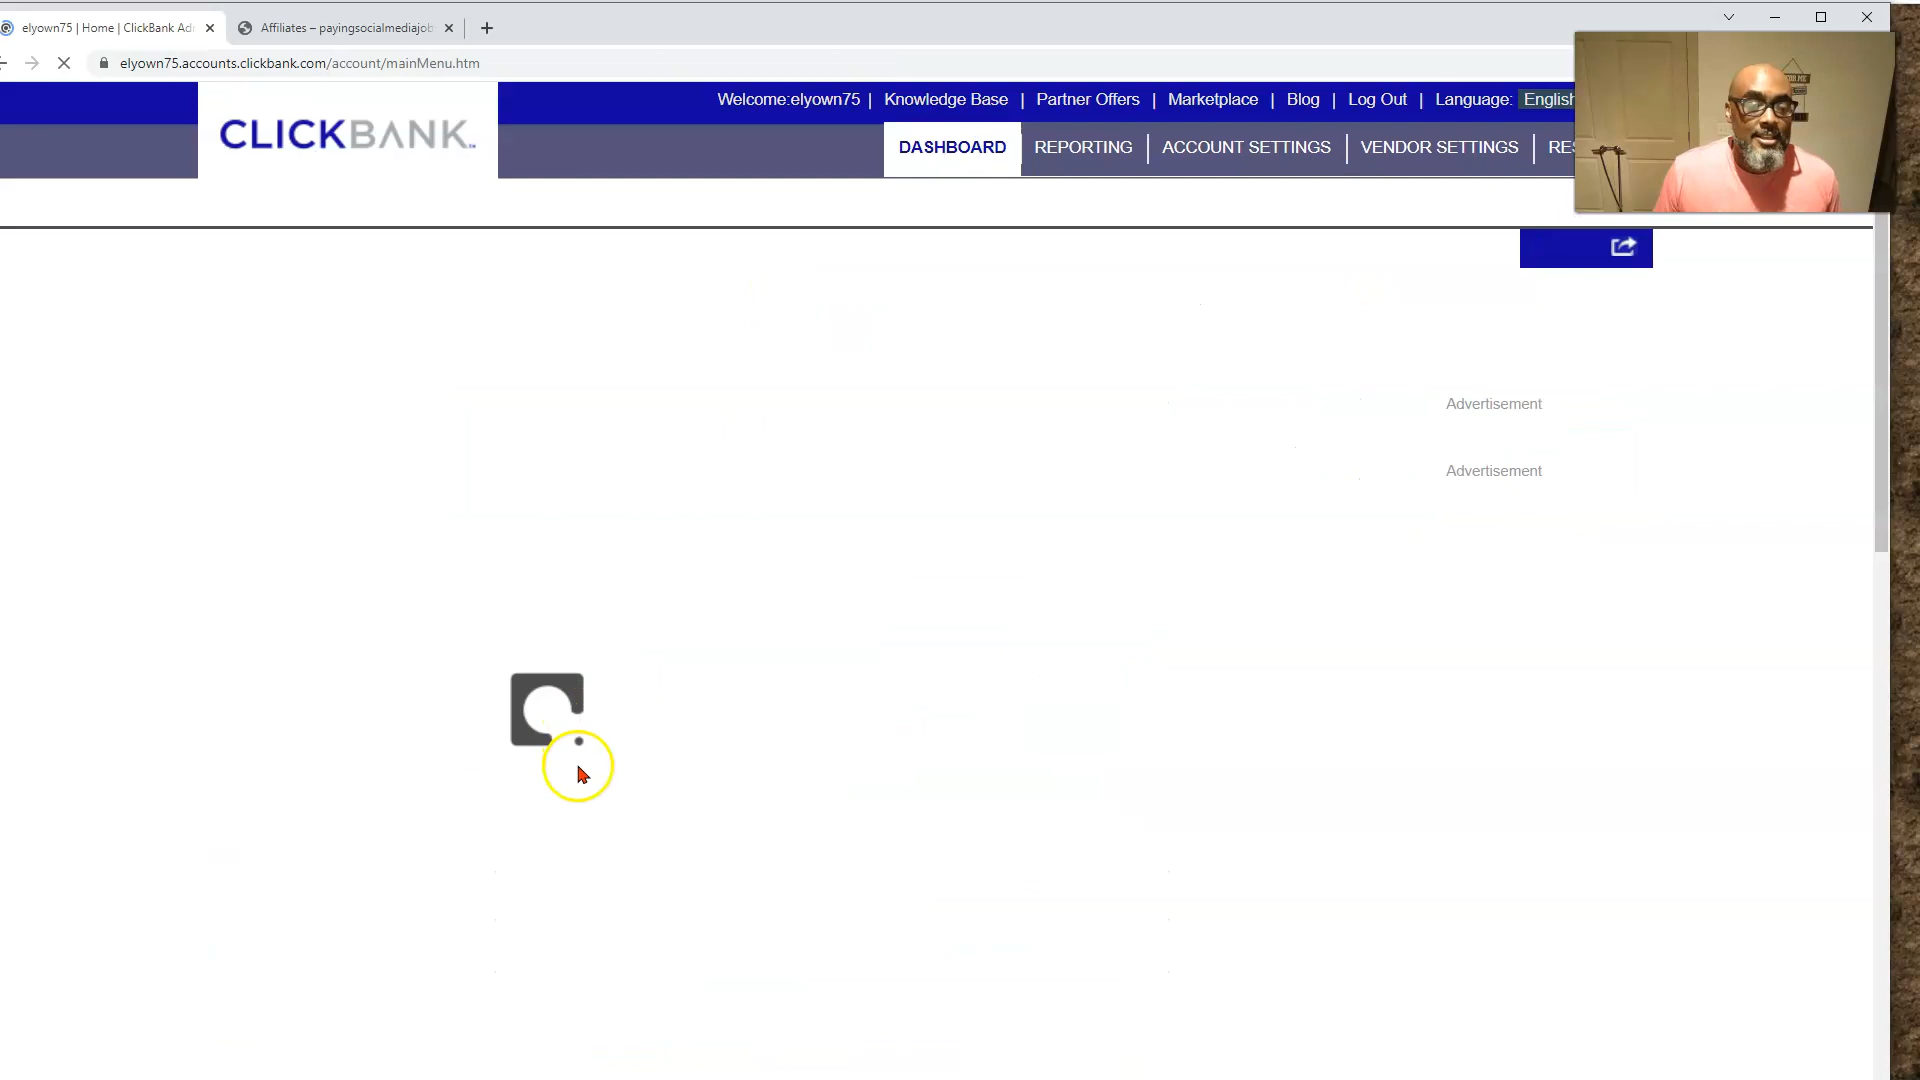 elyown75 | Home | ClickBank Ad
Affiliates – payingsocialmediajob
elyown75.accounts.clickbank.com/account/mainMenu.htm
Welcome:elyown75 | Knowledge Base | Partner Offers | Marketplace | Blog | Log Out | Language: English
CLICKBANK
DASHBOARD REPORTING ACCOUNT SETTINGS VENDOR SETTINGS RES
Advertisement
Advertisement